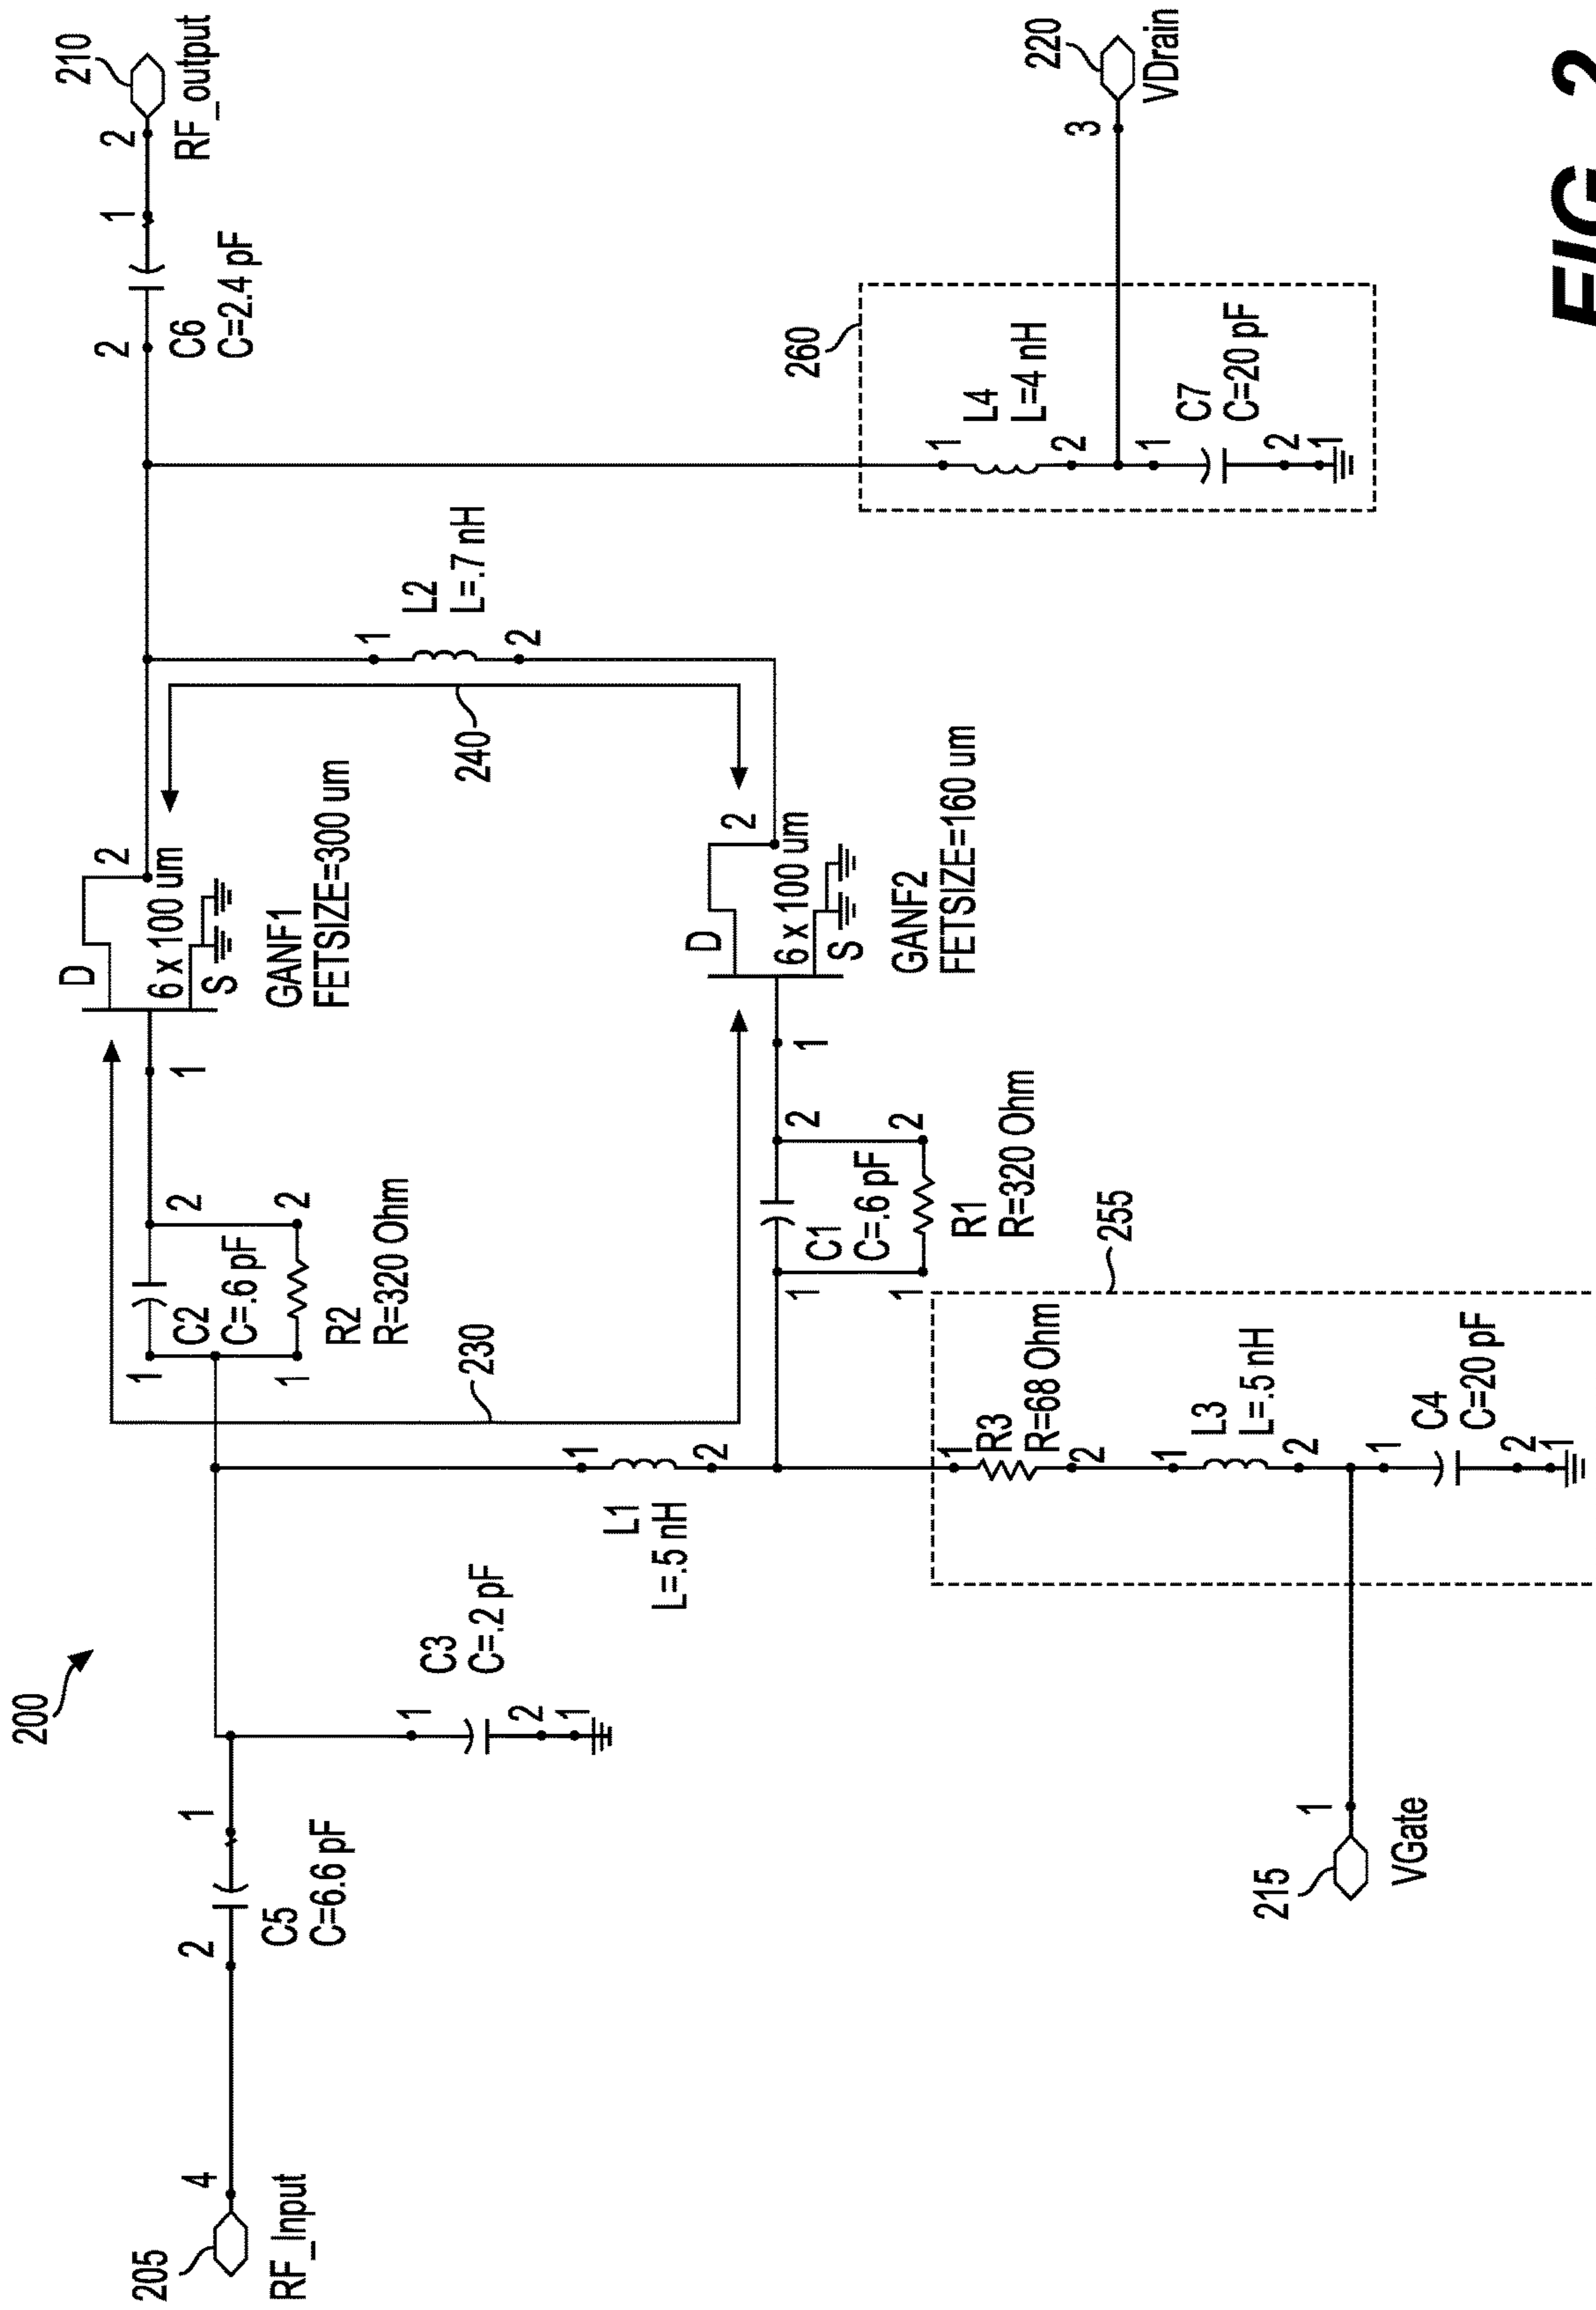 200
205
4
RF_Input
2
1
C5
C=6.6 pF
1
2
1
C3
C=.2 pF
L1
L=.5 nH
1
2
230
1
2
C2
C=.6 pF
1
2
R2
R=320 Ohm
1
D
6 x 100 um
S
2
GANF1
FETSIZE=300 um
1
2
C1
C=.6 pF
1
2
R1
R=320 Ohm
1
D
6 x 100 um
S
2
GANF2
FETSIZE=160 um
240
1
2
L2
L=.7 nH
2
1
C6
C=2.4 pF
2
210
RF_output
260
1
L4
L=4 nH
2
1
C7
C=20 pF
2
1
3
220
VDrain
255
1
R3
R=68 Ohm
2
1
L3
L=.5 nH
2
1
C4
C=20 pF
2
1
215
1
VGate
FIG. 2